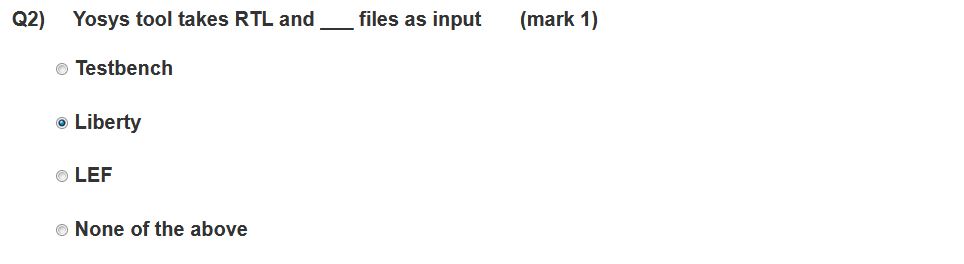 Q2) Yosys tool takes RTL and ___ files as input (mark 1)
Testbench
Liberty
LEF
None of the above